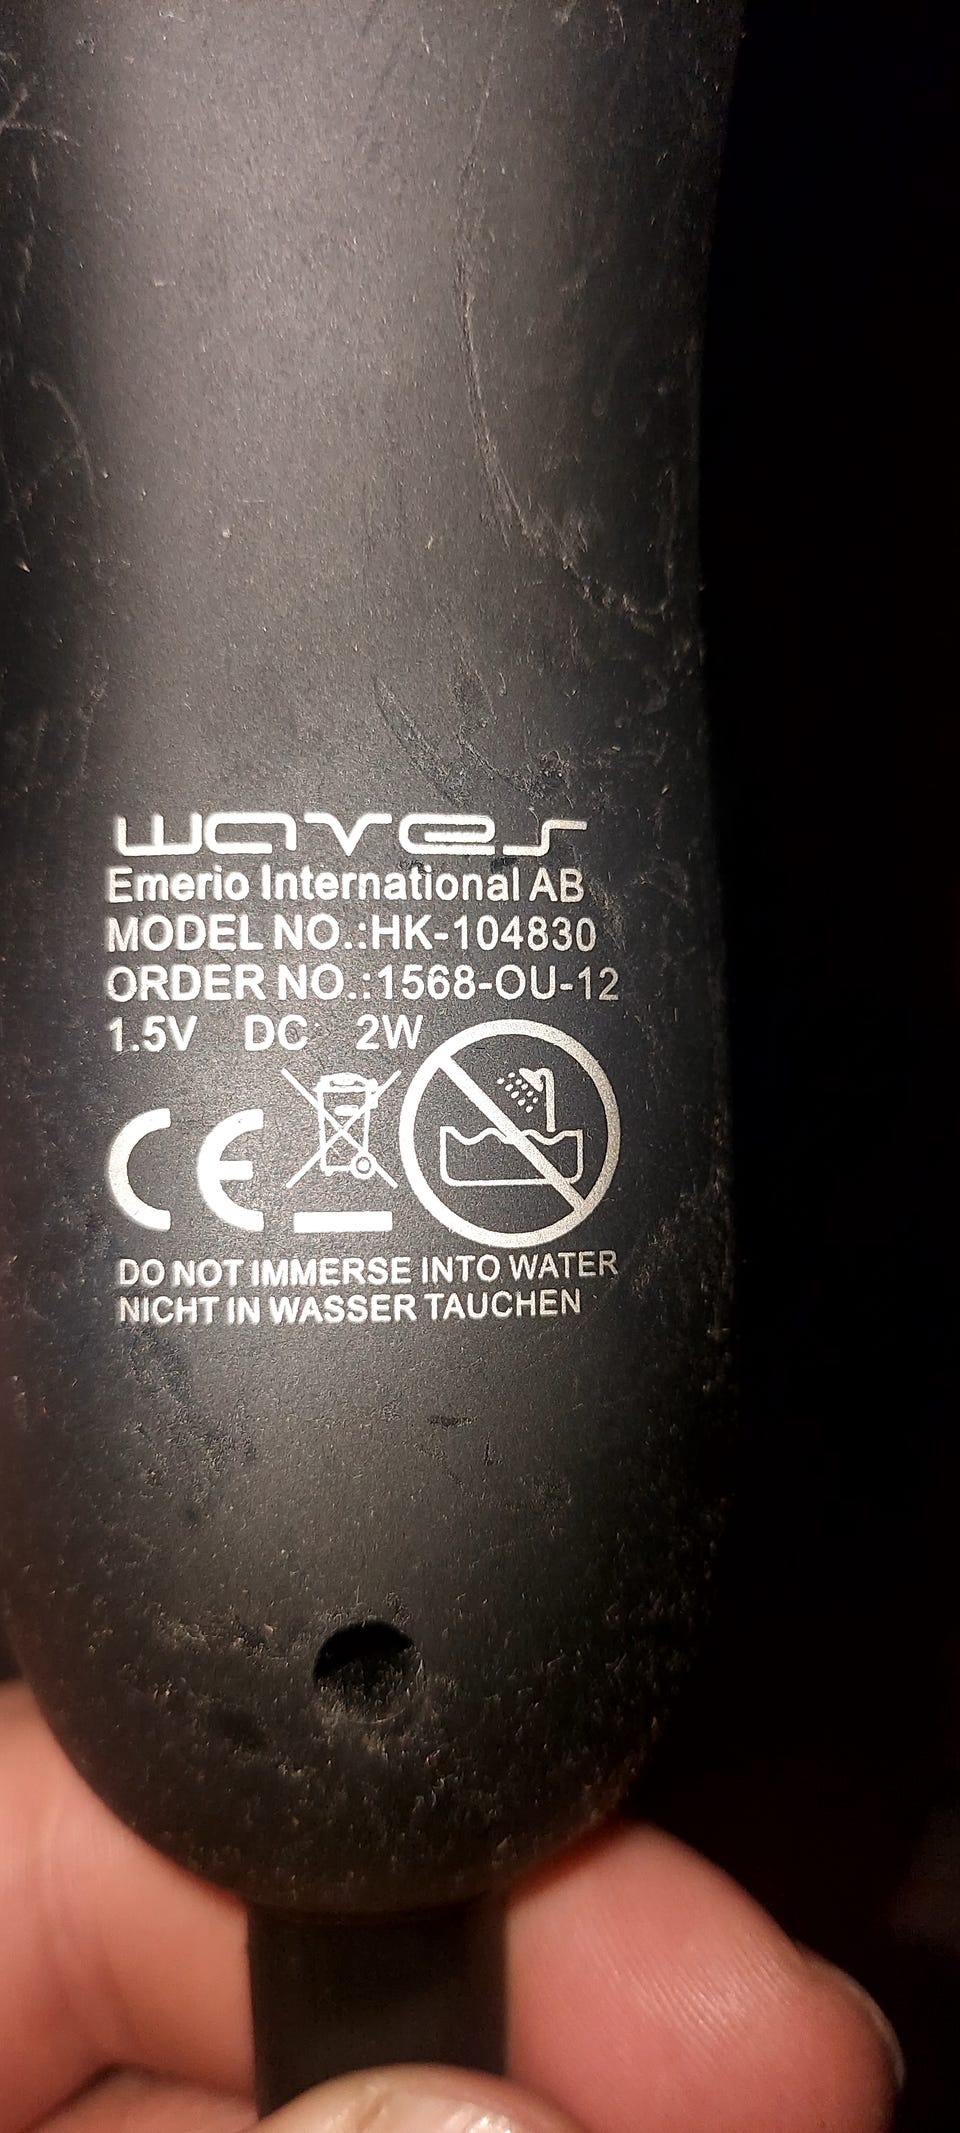 waves
Emerio International AB
MODEL NO.:HK-104830
ORDER NO.:1568-OU-12
1.5V DC 2W
CE
DO NOT IMMERSE INTO WATER
NICHT IN WASSER TAUCHEN